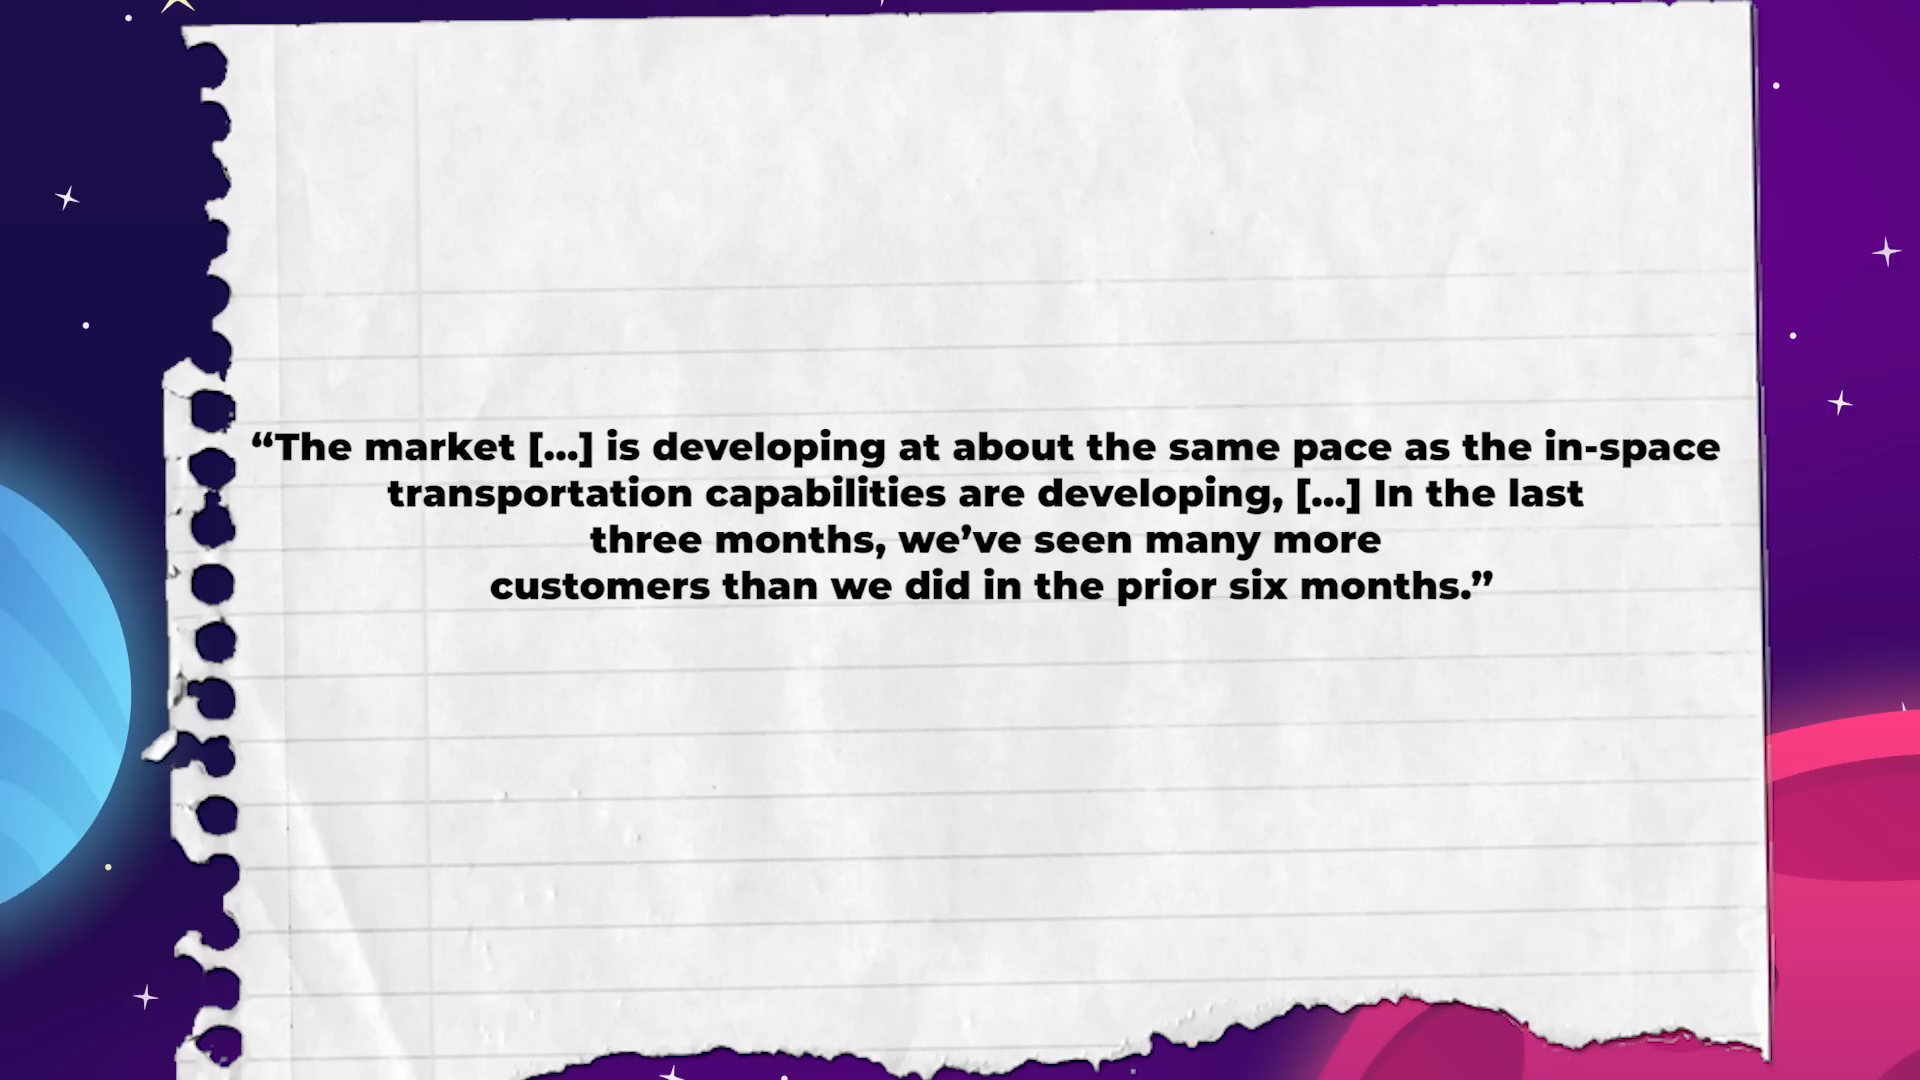 “The market [...] is developing at about the same pace as the in-space
transportation capabilities are developing, [...] In the last
three months, we’ve seen many more
customers than we did in the prior six months.”